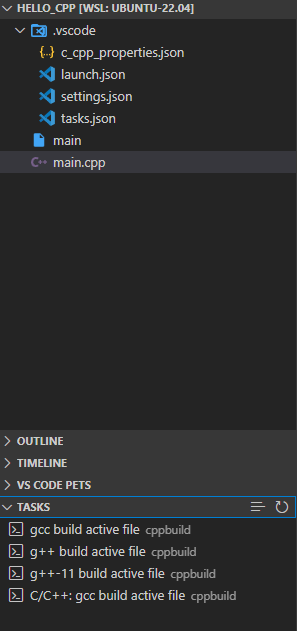 HELLO_CPP [WSL: UBUNTU-22.04]
.vscode
{..} c_cpp_properties.json
launch.json
settings.json
tasks.json
main
C++ main.cpp
OUTLINE
TIMELINE
VS CODE PETS
TASKS
gcc build active file cppbuild
g++ build active file cppbuild
g++-11 build active file cppbuild
C/C++: gcc build active file cppbuild